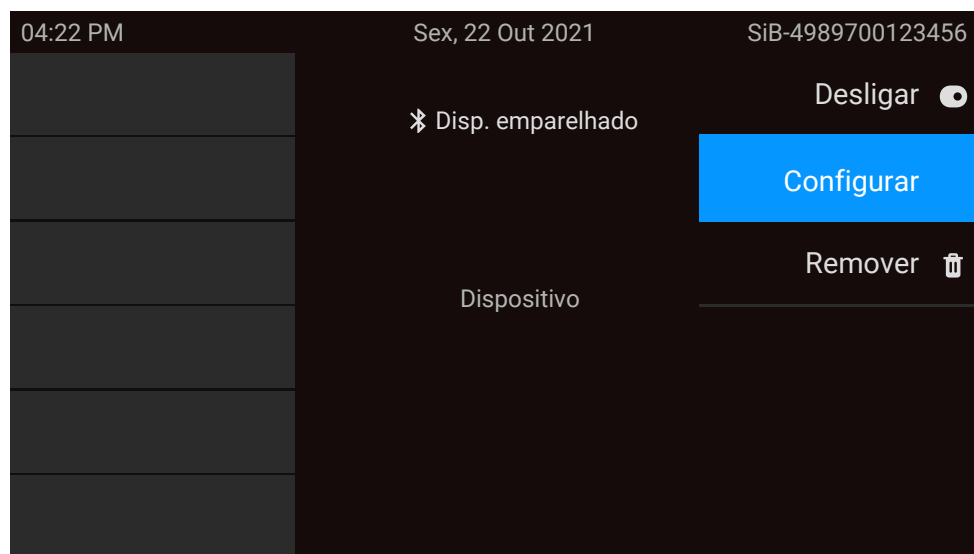 04:22 PM Sex, 22 Out 2021 SiB-4989700123456
Desligar
Disp. emparelhado
Configurar
Remover
Dispositivo